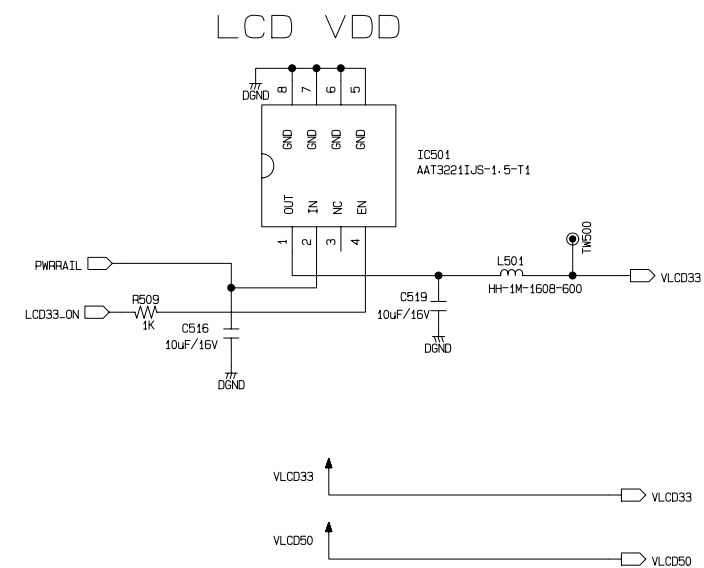 LCD VDD
DGND
8
7
6
5
GND
GND
GND
GND
IC501
AAT3221IJS-1.5-T1
OUT
IN
NC
EN
1
2
3
4
TW500
PWRRAIL
L501
VLCD33
HH-1M-1608-600
R509
C519
LCD33_ON
1K
10uF/16V
C516
10uF/16V
DGND
DGND
VLCD33
VLCD33
VLCD50
VLCD50